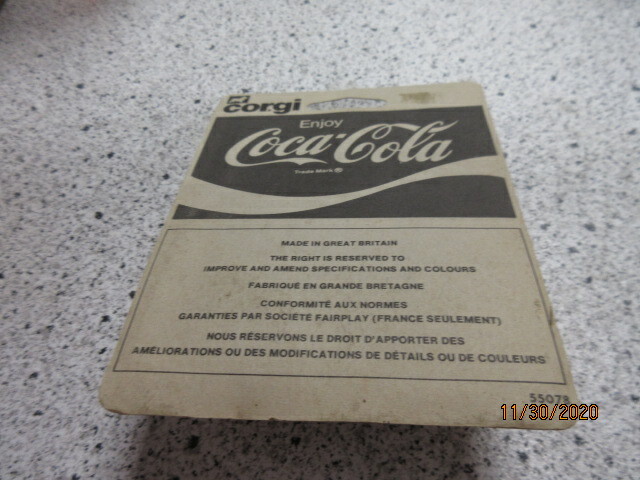 corgi
Enjoy
Coca-Cola
Trade Mark ®
MADE IN GREAT BRITAIN
THE RIGHT IS RESERVED TO
IMPROVE AND AMEND SPECIFICATIONS AND COLOURS
FABRIQUÉ EN GRANDE BRETAGNE
CONFORMITÉ AUX NORMES
GARANTIES PAR SOCIÉTÉ FAIRPLAY (FRANCE SEULEMENT)
NOUS RÉSERVONS LE DROIT D'APPORTER DES
AMÉLIORATIONS OU DES MODIFICATIONS DE DÉTAILS OU DE COULEURS
55078
11/30/2020